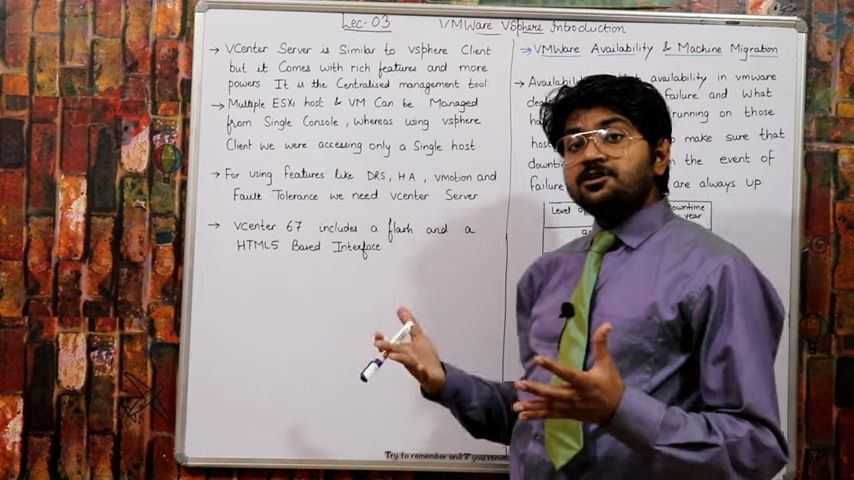 Lec-03
VMWare VSphere Introduction
→ VCenter Server is Similar to vsphere Client
but it Comes with rich features and more
powers It is the Centralised management tool.
→ Multiple ESXi host & VM Can be Managed
from Single Console, Whereas using vsphere
Client we were accessing only a Single host.
→ For using Features like DRS, HA, vmotion and
Fault Tolerance we need vcenter Server
→ Vcenter 67 includes a flash and a
HTML5 Based Interface
→ VMWare Availability & Machine Migration
→ availability in vmware
Failure and What
running on those
host
to make sure that
the event of
Failure are always up.
Level
downtime
year
Try to remember and if you